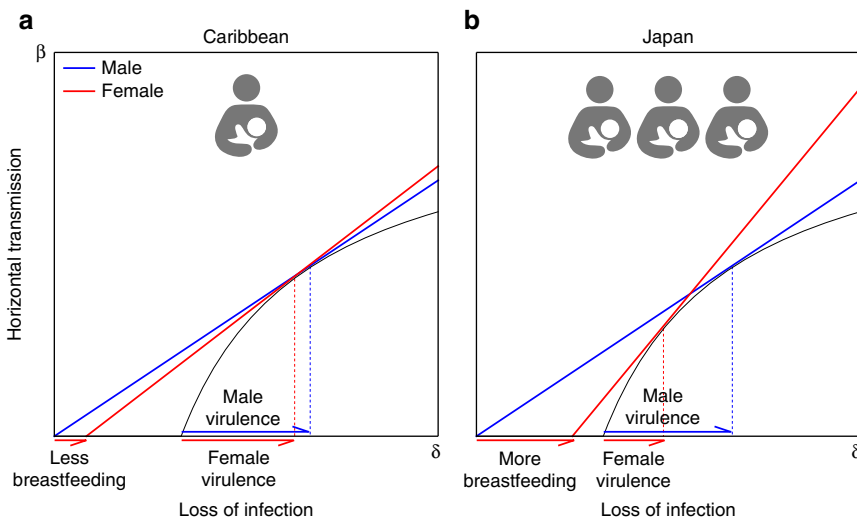 a
Caribbean
β
Male
Female
Horizontal transmission
Male
virulence
δ
Less
breastfeeding
Female
virulence
Loss of infection
b
Japan
Male
virulence
δ
More
breastfeeding
Female
virulence
Loss of infection